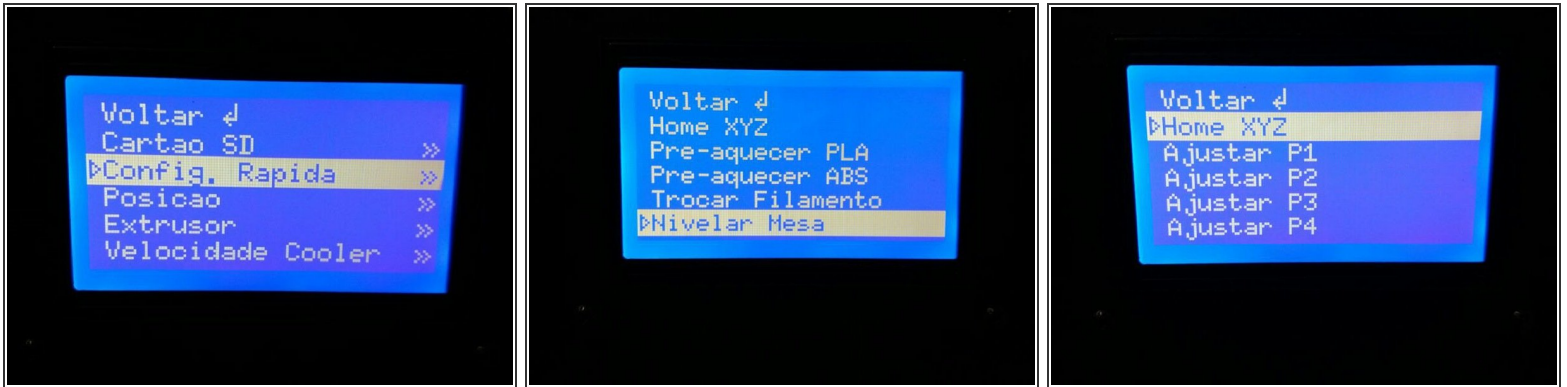 Voltar ↲
Cartao SD »
▷Config. Rapida »
Posicao »
Extrusor »
Velocidade Cooler »
Voltar ↲
Home XYZ
Pre-aquecer PLA
Pre-aquecer ABS
Trocar Filamento
▷Nivelar Mesa
Voltar ↲
▷Home XYZ
Ajustar P1
Ajustar P2
Ajustar P3
Ajustar P4